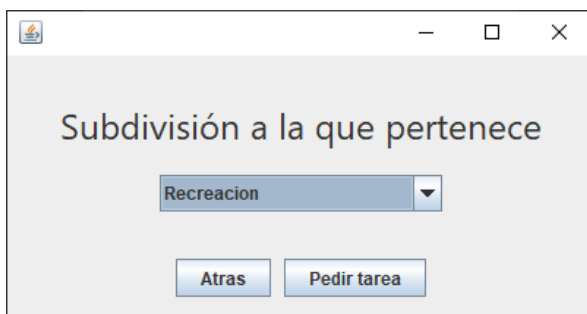 Subdivisión a la que pertenece
Recreacion
Atras Pedir tarea